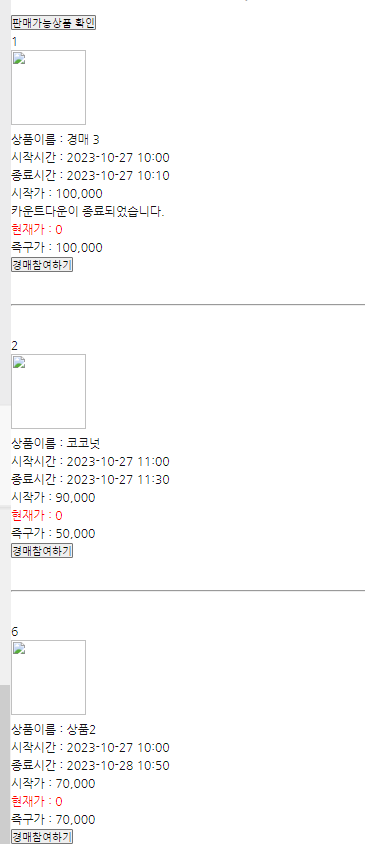 판매가능상품 확인
1
상품이름 : 경매 3
시작시간 : 2023-10-27 10:00
종료시간 : 2023-10-27 10:10
시작가 : 100,000
카운트다운이 종료되었습니다.
현재가 : 0
즉구가 : 100,000
경매참여하기
2
상품이름 : 코코넛
시작시간 : 2023-10-27 11:00
종료시간 : 2023-10-27 11:30
시작가 : 90,000
현재가 : 0
즉구가 : 50,000
경매참여하기
6
상품이름 : 상품2
시작시간 : 2023-10-27 10:00
종료시간 : 2023-10-28 10:50
시작가 : 70,000
현재가 : 0
즉구가 : 70,000
경매참여하기